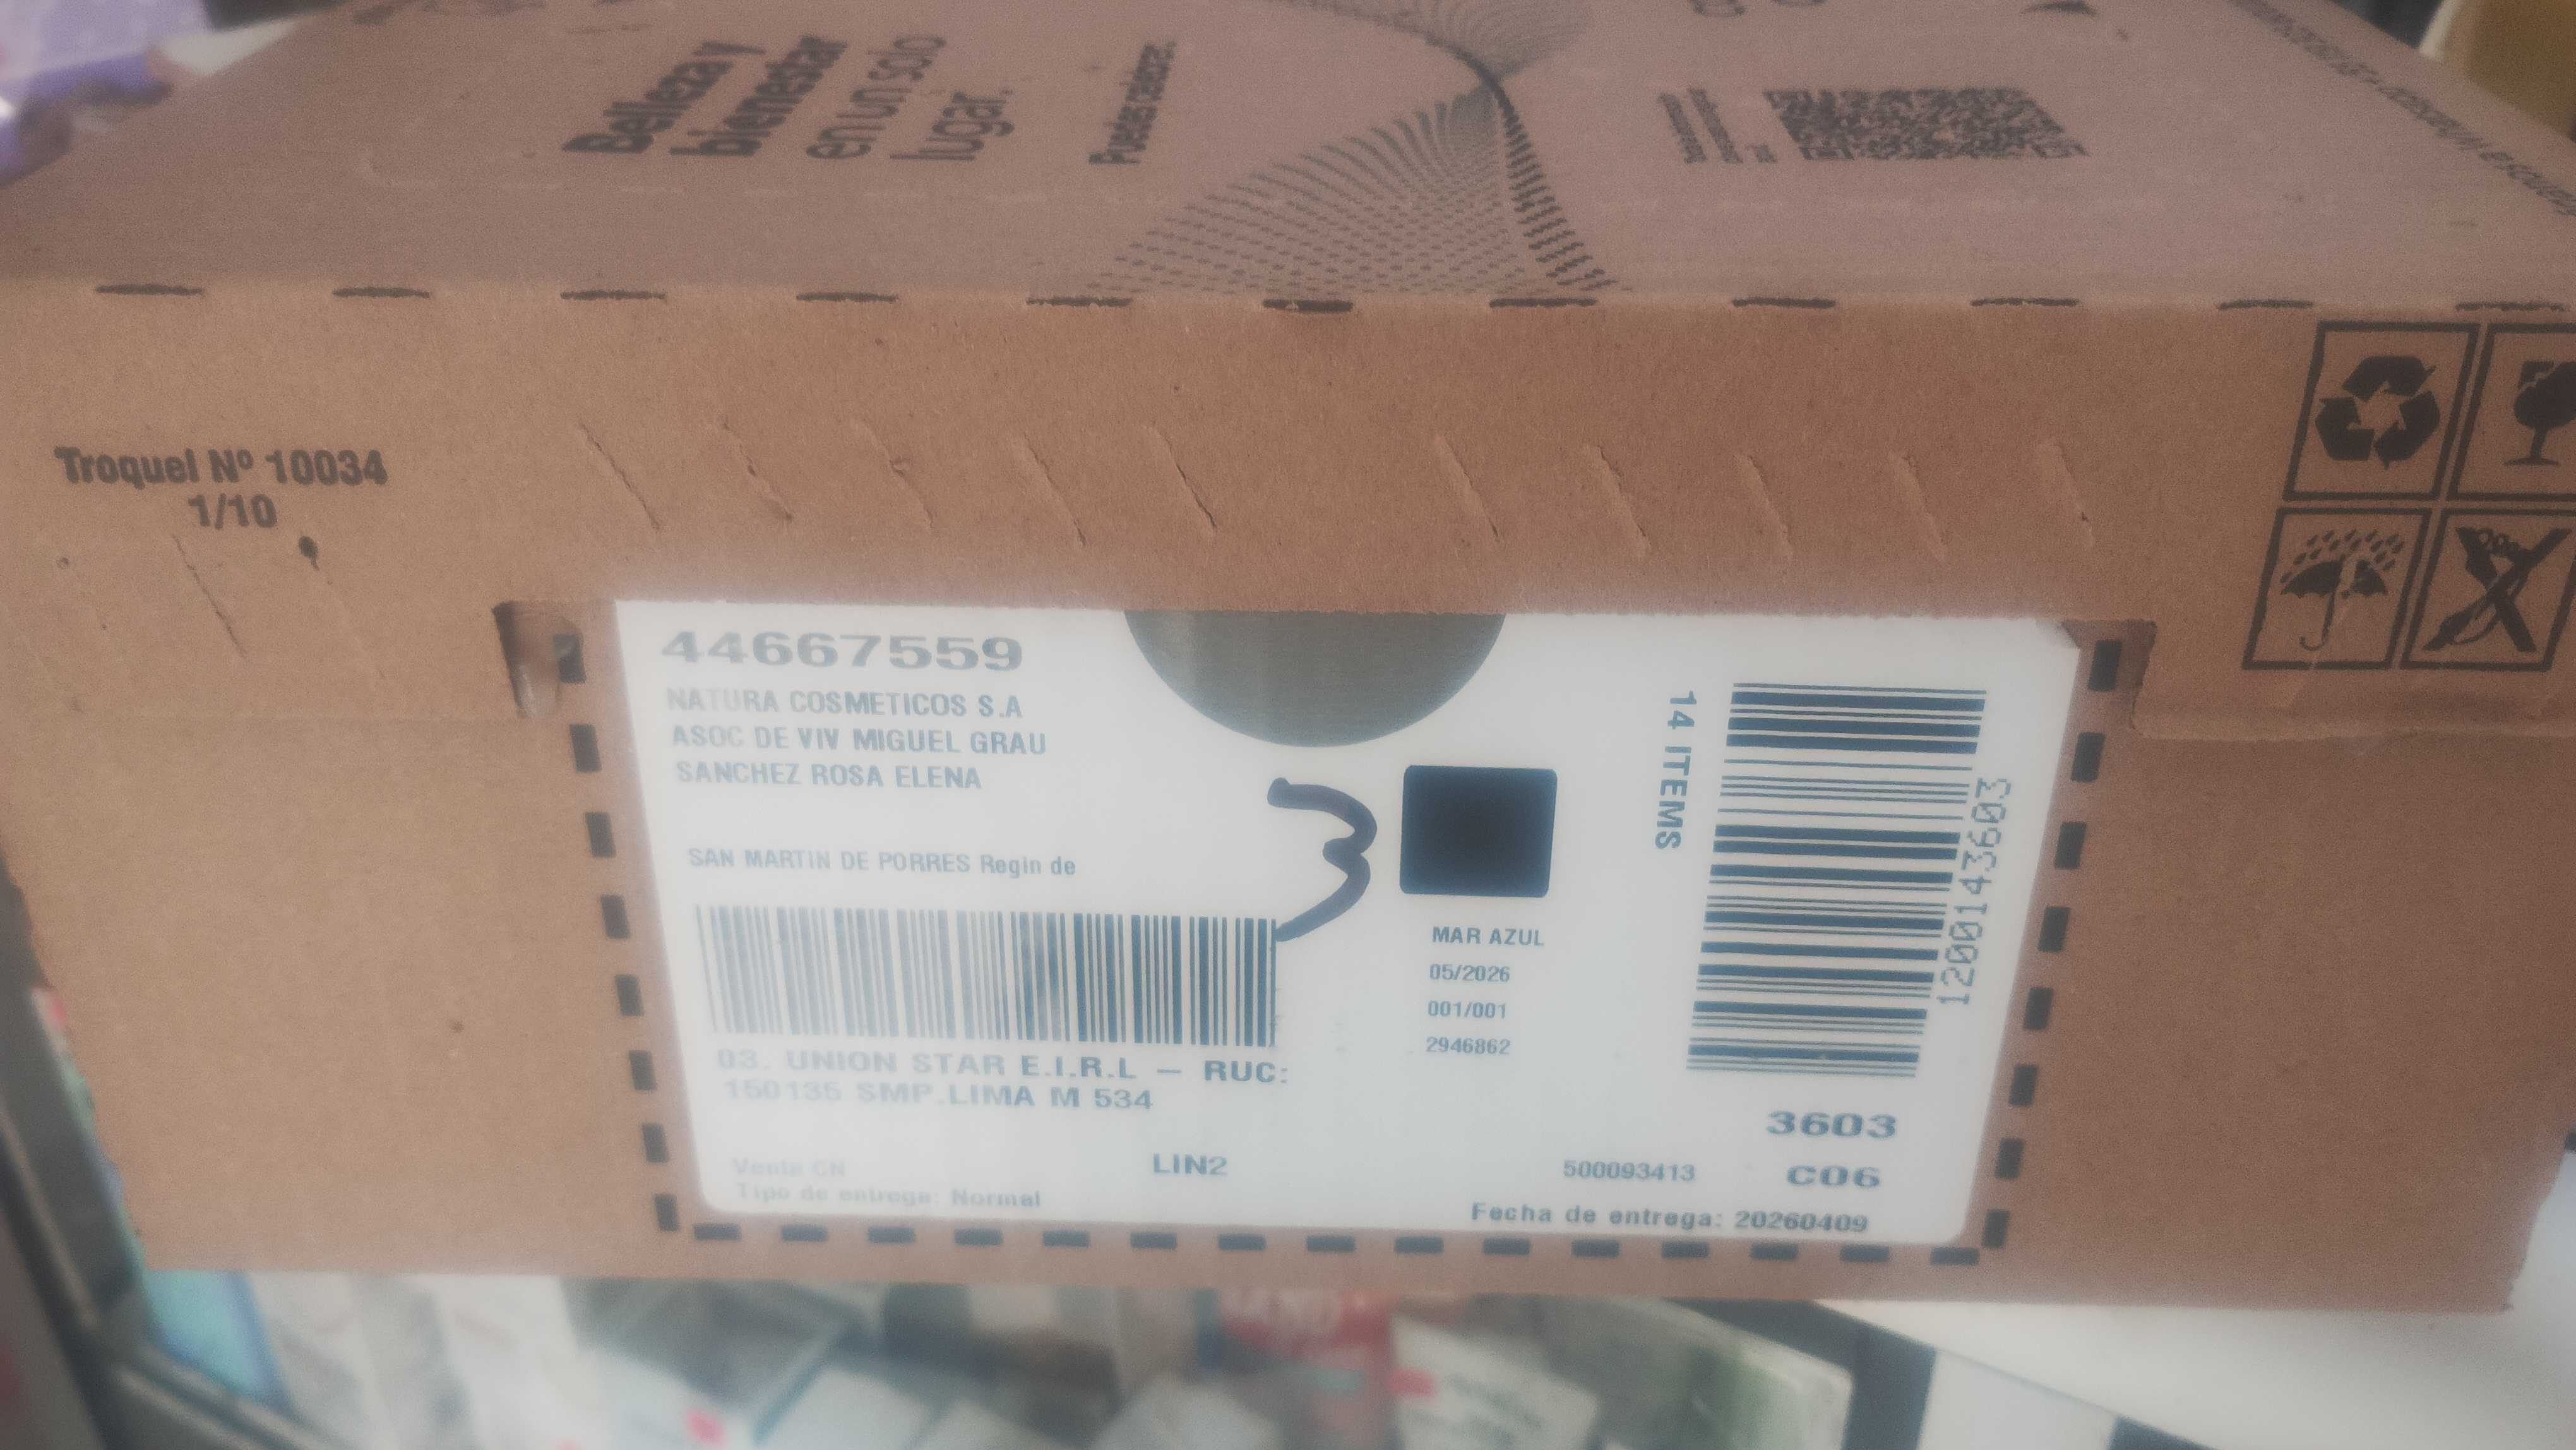 Belleza y
bienestar
en un solo
lugar.
Puedes celebrar.
Troquel Nº 10034
1/10
44667559
NATURA COSMETICOS S.A
ASOC DE VIV MIGUEL GRAU
SANCHEZ ROSA ELENA
SAN MARTIN DE PORRES Regin de
3
MAR AZUL
05/2026
001/001
2946862
14 ITEMS
1200143603
03. UNION STAR E.I.R.L – RUC:
150135 SMP.LIMA M 534
3603
Venta CN
LIN2
500093413
C06
Tipo de entrega: Normal
Fecha de entrega: 20260409